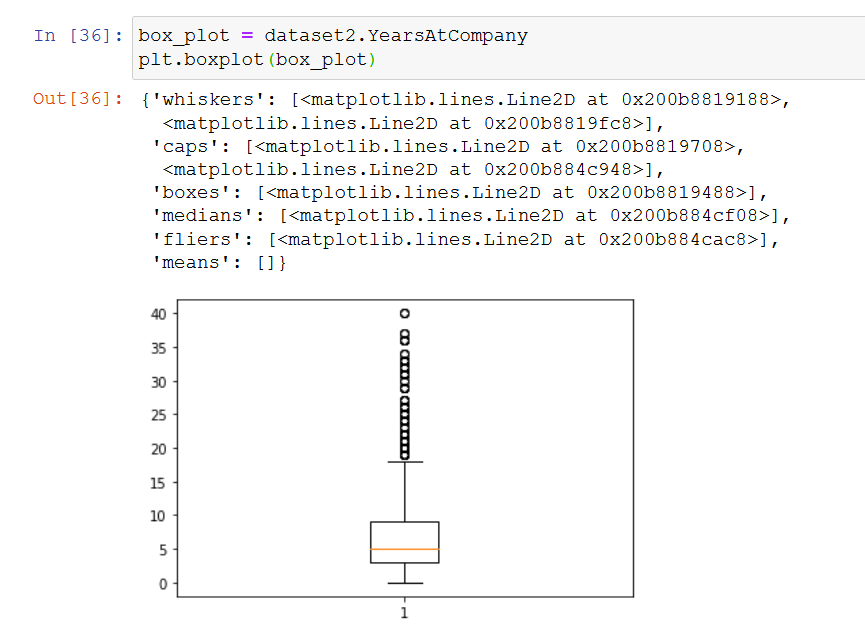 In [36]: box_plot = dataset2.YearsAtCompany
plt.boxplot(box_plot)
Out[36]: {'whiskers': [<matplotlib.lines.Line2D at 0x200b8819188>,
<matplotlib.lines.Line2D at 0x200b8819fc8>],
'caps': [<matplotlib.lines.Line2D at 0x200b8819708>,
<matplotlib.lines.Line2D at 0x200b884c948>],
'boxes': [<matplotlib.lines.Line2D at 0x200b8819488>],
'medians': [<matplotlib.lines.Line2D at 0x200b884cf08>],
'fliers': [<matplotlib.lines.Line2D at 0x200b884cac8>],
'means': []}
40
35
30
25
20
15
10
5
0
1